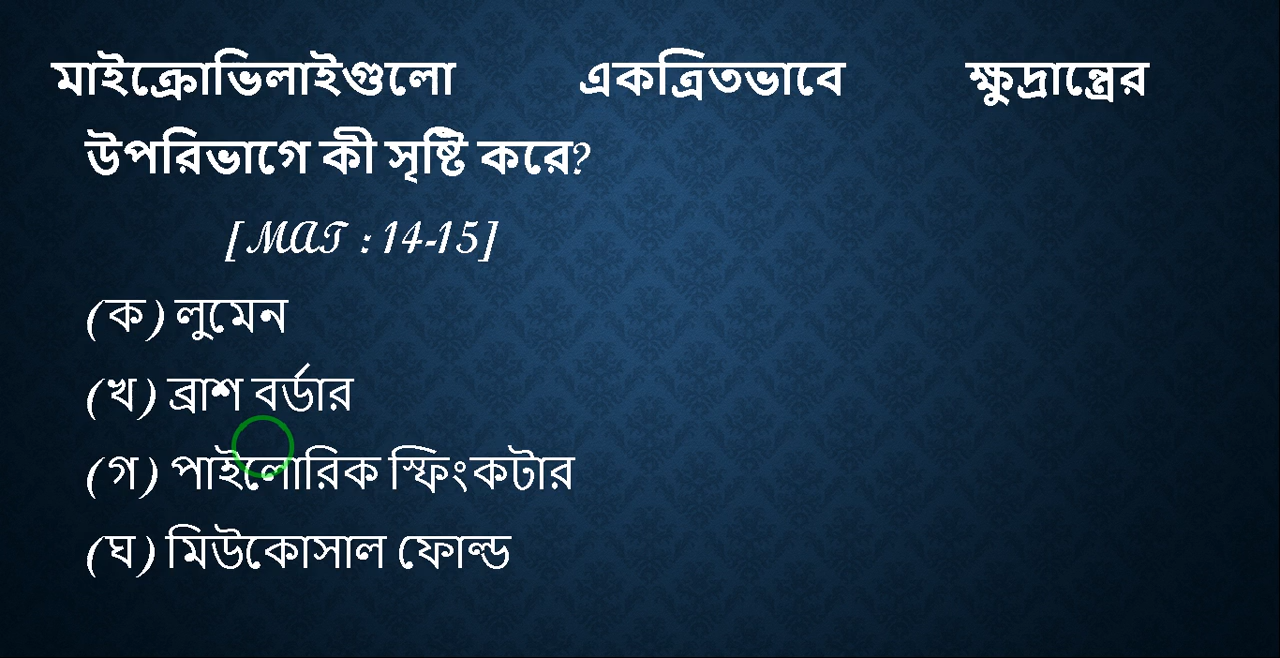 মাইক্রোভিলাইগুলো একত্রিতভাবে ক্ষুদ্রান্ত্রের
উপরিভাগে কী সৃষ্টি করে?
[MAT : 14-15]
(ক) লুমেন
(খ) ব্রাশ বর্ডার
(গ) পাইলোরিক স্ফিংকটার
(ঘ) মিউকোসাল ফোল্ড